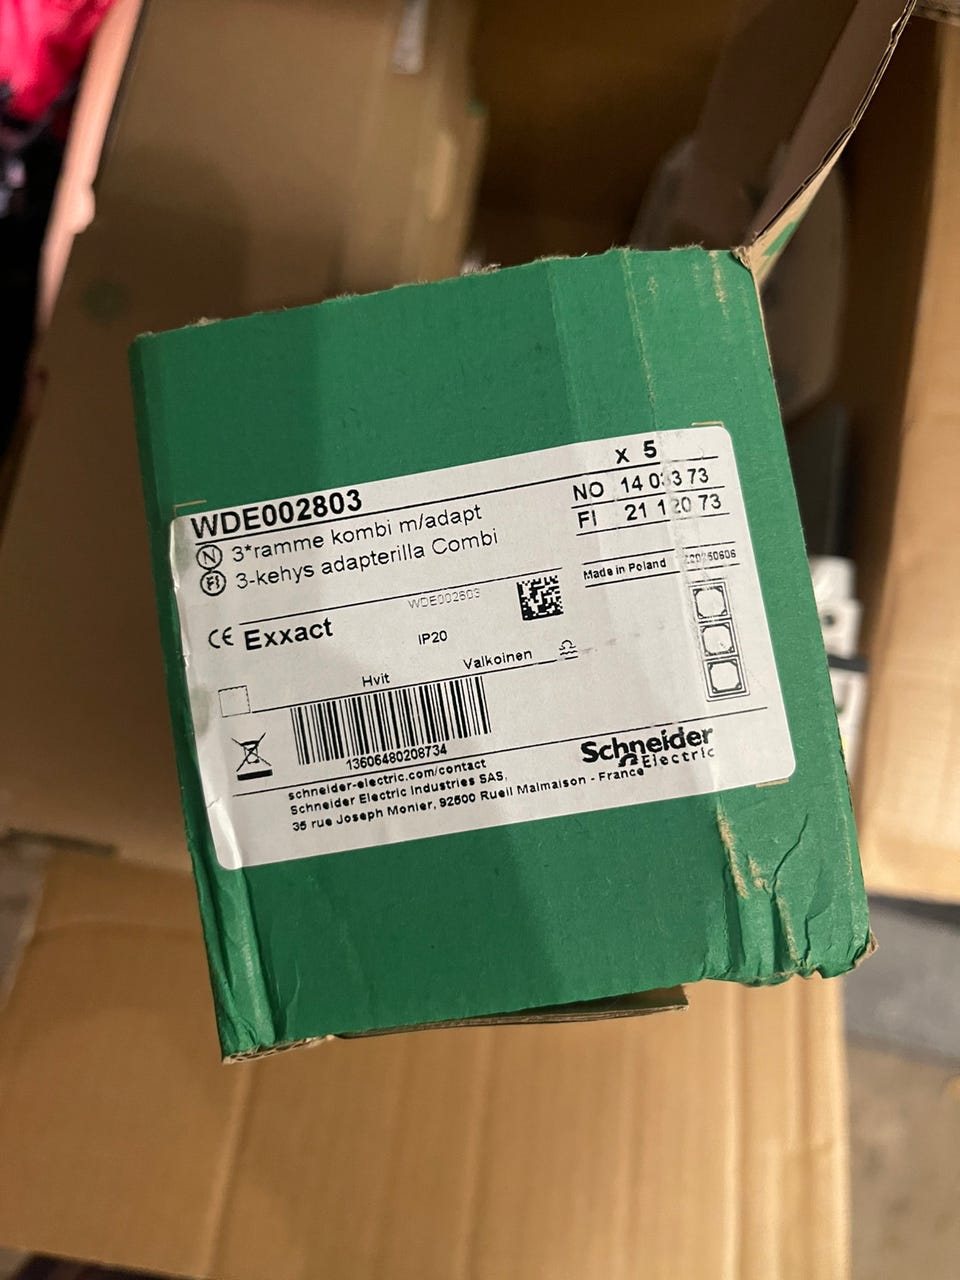 WDE002803
x 5
NO 14 033 73
FI 21 120 73
N 3*ramme kombi m/adapt
FI 3-kehys adapterilla Combi
Made in Poland
CE Exxact
IP20
Hvit
Valkoinen
13606480208734
schneider-electric.com/contact
Schneider Electric Industries SAS,
35 rue Joseph Monier, 92500 Rueil Malmaison - France
Schneider
Electric